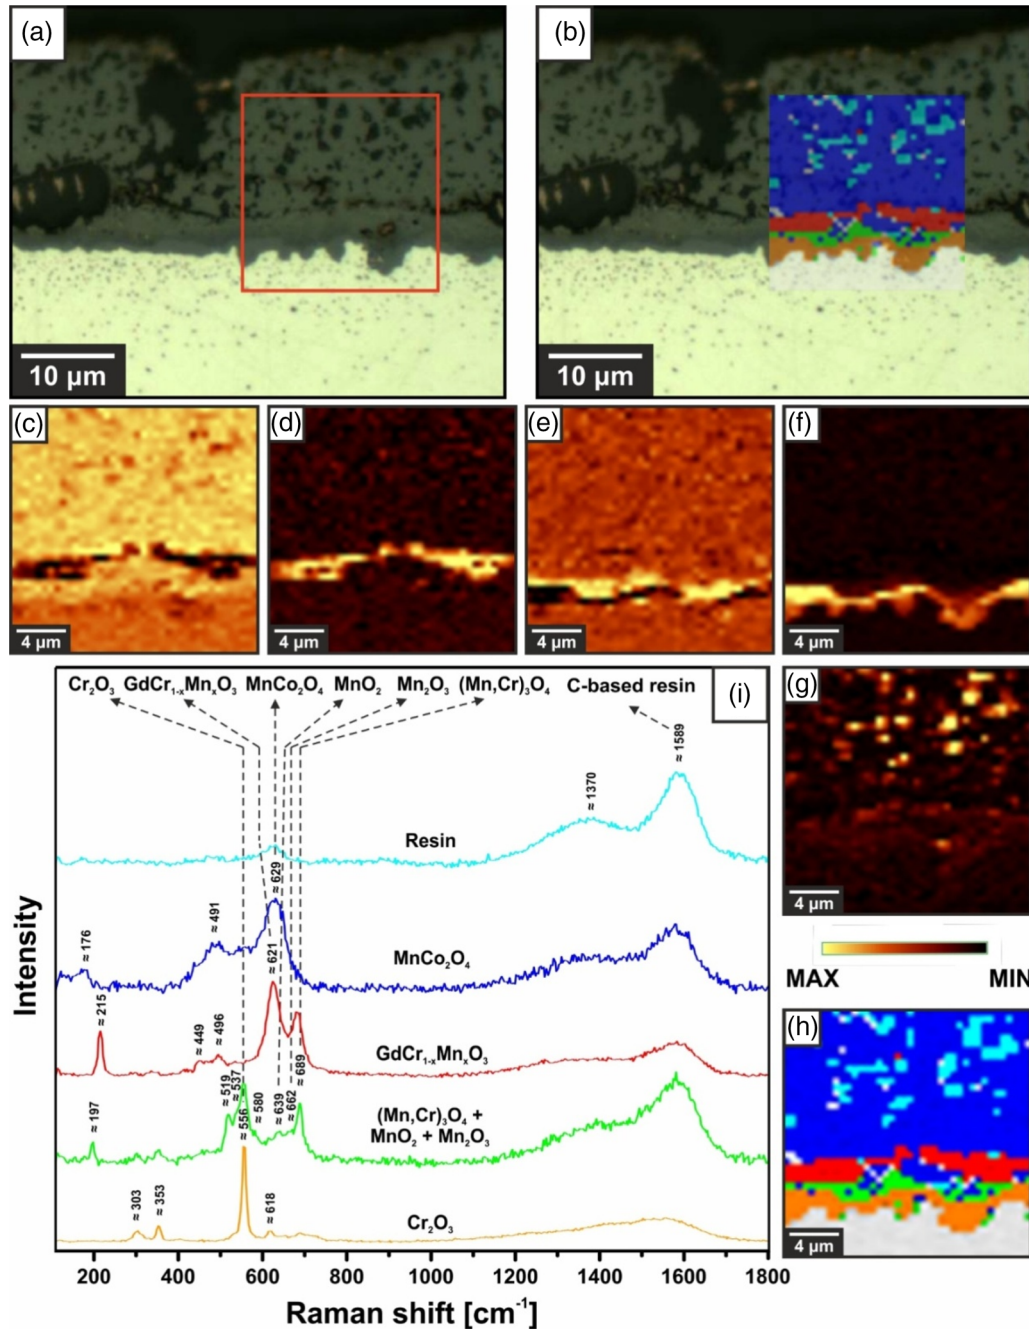 (a)
(b)
10 µm
10 µm
(c)
(d)
(e)
(f)
4 µm
4 µm
4 µm
4 µm
Cr₂O₃ GdCr₁₋ₓMnₓO₃ MnCo₂O₄ MnO₂ Mn₂O₃ (Mn,Cr)₃O₄ C-based resin
(i)
(g)
4 µm
MAX MIN
(h)
4 µm
≈ 1589
≈ 1370
Resin
≈ 629
≈ 491
≈ 176
MnCo₂O₄
≈ 621
≈ 215
≈ 449
≈ 496
GdCr₁₋ₓMnₓO₃
≈ 197
≈ 519
≈ 537
≈ 556
≈ 580
≈ 639
≈ 662
≈ 689
(Mn,Cr)₃O₄ +
MnO₂ + Mn₂O₃
≈ 303
≈ 353
≈ 618
Cr₂O₃
Intensity
200 400 600 800 1000 1200 1400 1600 1800
Raman shift [cm⁻¹]